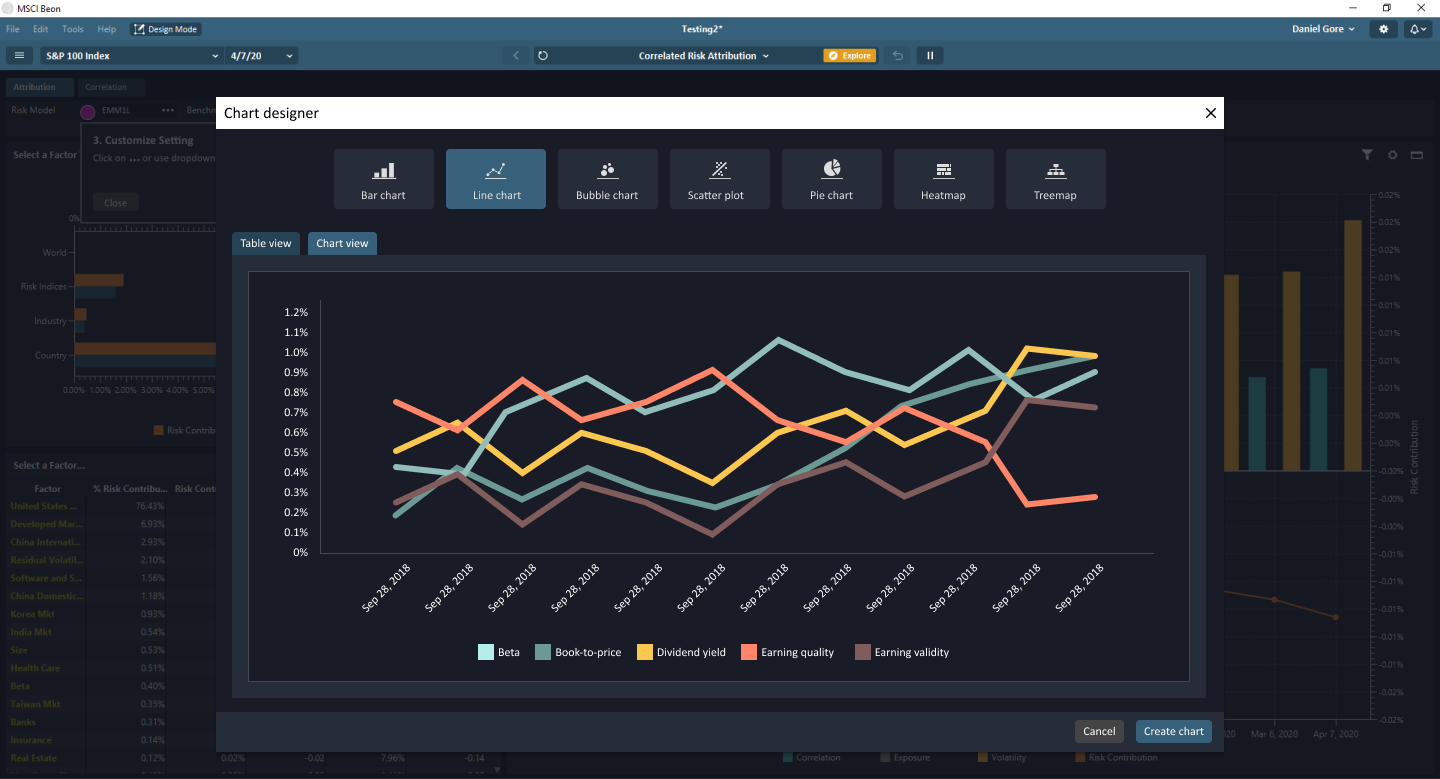 MSCI Beon
File Edit Tools Help Design Mode Testing2* Daniel Gore
S&P 100 Index 4/7/20 Correlated Risk Attribution Explore
Attribution Correlation
Risk Model EMM1L ••• Benchm
Chart designer
3. Customize Setting
Click on ... or use dropdown
Close
Select a Factor
Bar chart Line chart Bubble chart Scatter plot Pie chart Heatmap Treemap
Table view Chart view
0%
World
Risk Indices
Industry
Country
0.00% 1.00% 2.00% 3.00% 4.00% 5.00%
Risk Contrib
1.2%
1.1%
1.0%
0.9%
0.8%
0.7%
0.6%
0.5%
0.4%
0.3%
0.2%
0.1%
0%
Sep 28, 2018 Sep 28, 2018 Sep 28, 2018 Sep 28, 2018 Sep 28, 2018 Sep 28, 2018 Sep 28, 2018 Sep 28, 2018 Sep 28, 2018 Sep 28, 2018 Sep 28, 2018 Sep 28, 2018
Beta Book-to-price Dividend yield Earning quality Earning validity
Cancel Create chart
Select a Factor...
Factor % Risk Contribu... Risk Cont
United States ... 76.43%
Developed Mar... 6.93%
China Internati... 2.93%
Residual Volatil... 2.10%
Software and S... 1.56%
China Domestic... 1.18%
Korea Mkt 0.93%
India Mkt 0.54%
Size 0.53%
Health Care 0.51%
Beta 0.40%
Taiwan Mkt 0.35%
Banks 0.31%
Insurance 0.14%
Real Estate 0.12% 0.02% -0.02 7.96% -0.14
0.02%
0.02%
0.02%
0.01%
0.01%
0.01%
0.01%
0.00%
0.00%
-0.02%
-0.00%
-0.00%
-0.01%
-0.01%
-0.01%
-0.01%
-0.01%
-0.02%
-0.02%
Risk Contribution
2020 Mar 6, 2020 Apr 7, 2020
Correlation Exposure Volatility Risk Contribution